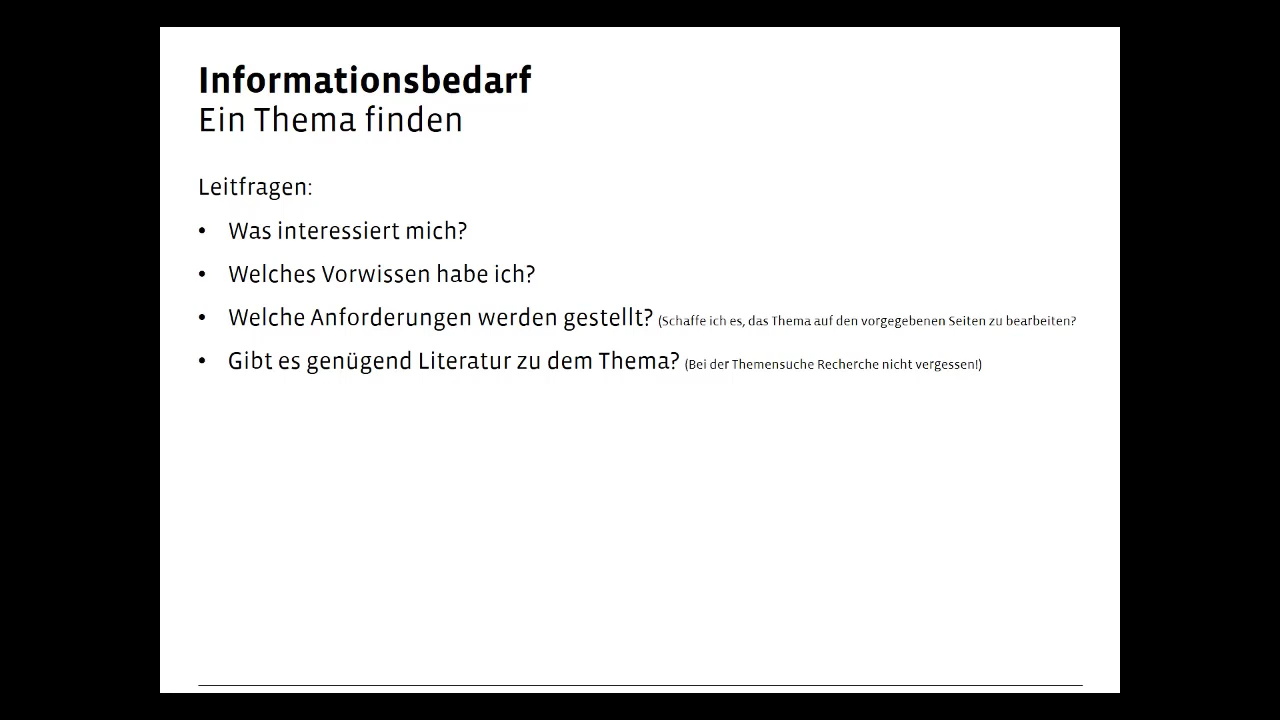 Informationsbedarf
Ein Thema finden
Leitfragen:
• Was interessiert mich?
• Welches Vorwissen habe ich?
• Welche Anforderungen werden gestellt? (Schaffe ich es, das Thema auf den vorgegebenen Seiten zu bearbeiten?
• Gibt es genügend Literatur zu dem Thema? (Bei der Themensuche Recherche nicht vergessen!)